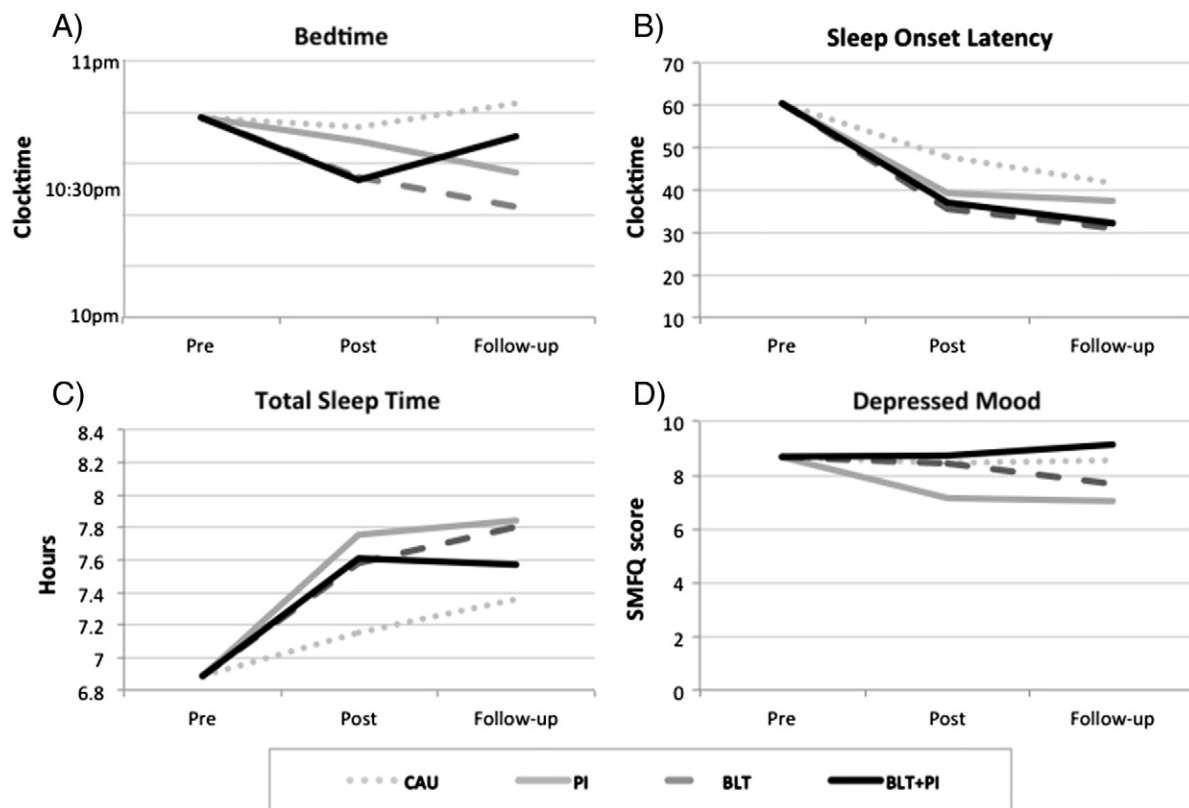 A)
Bedtime
11pm
10:30pm
10pm
Clocktime
Pre Post Follow-up
B)
Sleep Onset Latency
70
60
50
40
30
20
10
Clocktime
Pre Post Follow-up
C)
Total Sleep Time
8.4
8.2
8
7.8
7.6
7.4
7.2
7
6.8
Hours
Pre Post Follow-up
D)
Depressed Mood
10
8
6
4
2
0
SMFQ score
Pre Post Follow-up
CAU PI BLT BLT+PI